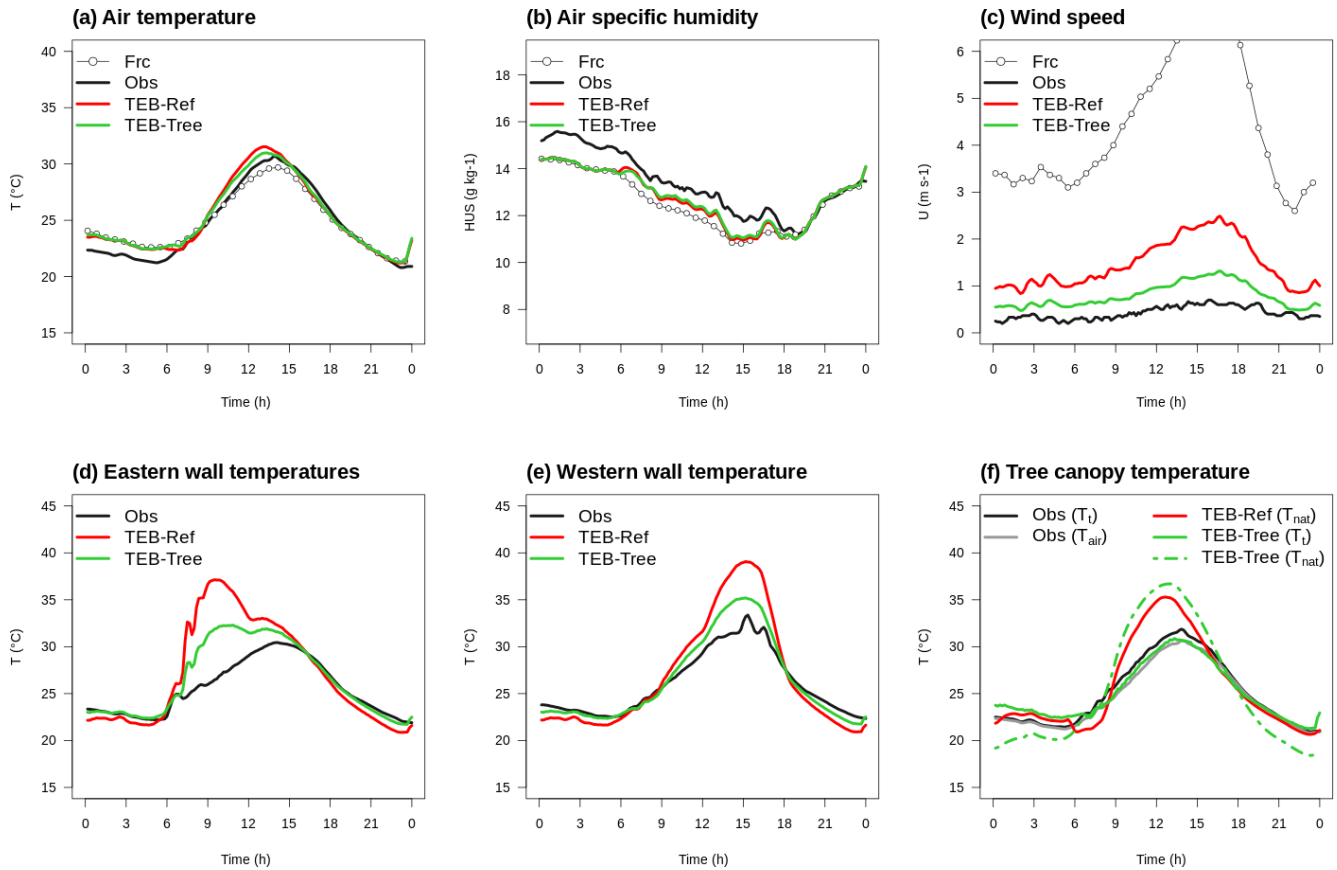 (a) Air temperature
Frc
Obs
TEB-Ref
TEB-Tree
40
35
30
25
20
15
T (°C)
0 3 6 9 12 15 18 21 0
Time (h)
(b) Air specific humidity
Frc
Obs
TEB-Ref
TEB-Tree
18
16
14
12
10
8
HUS (g kg-1)
0 3 6 9 12 15 18 21 0
Time (h)
(c) Wind speed
Frc
Obs
TEB-Ref
TEB-Tree
6
5
4
3
2
1
0
U (m s-1)
0 3 6 9 12 15 18 21 0
Time (h)
(d) Eastern wall temperatures
Obs
TEB-Ref
TEB-Tree
45
40
35
30
25
20
15
T (°C)
0 3 6 9 12 15 18 21 0
Time (h)
(e) Western wall temperature
Obs
TEB-Ref
TEB-Tree
45
40
35
30
25
20
15
T (°C)
0 3 6 9 12 15 18 21 0
Time (h)
(f) Tree canopy temperature
Obs (Tt)
Obs (Tair)
TEB-Ref (Tnat)
TEB-Tree (Tt)
TEB-Tree (Tnat)
45
40
35
30
25
20
15
T (°C)
0 3 6 9 12 15 18 21 0
Time (h)